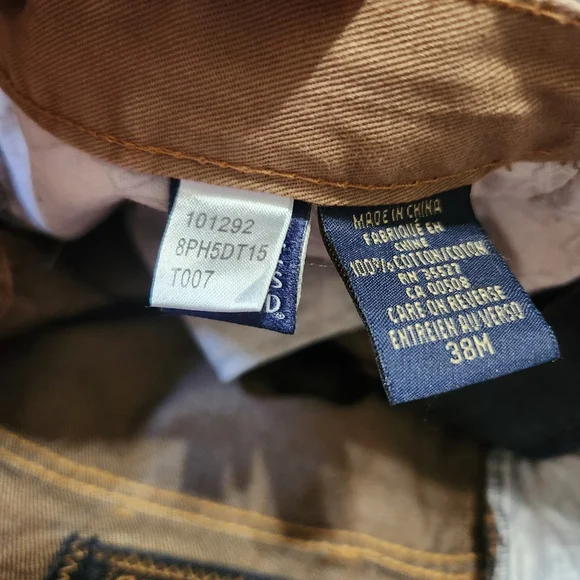 101292
8PH5DT15
T007
S
D®
MADE IN CHINA
FABRIQUÉ EN
CHINE
100% COTTON/COTON
RN 35527
CA 00508
CARE ON REVERSE
ENTRETIEN AU VERSO
38M